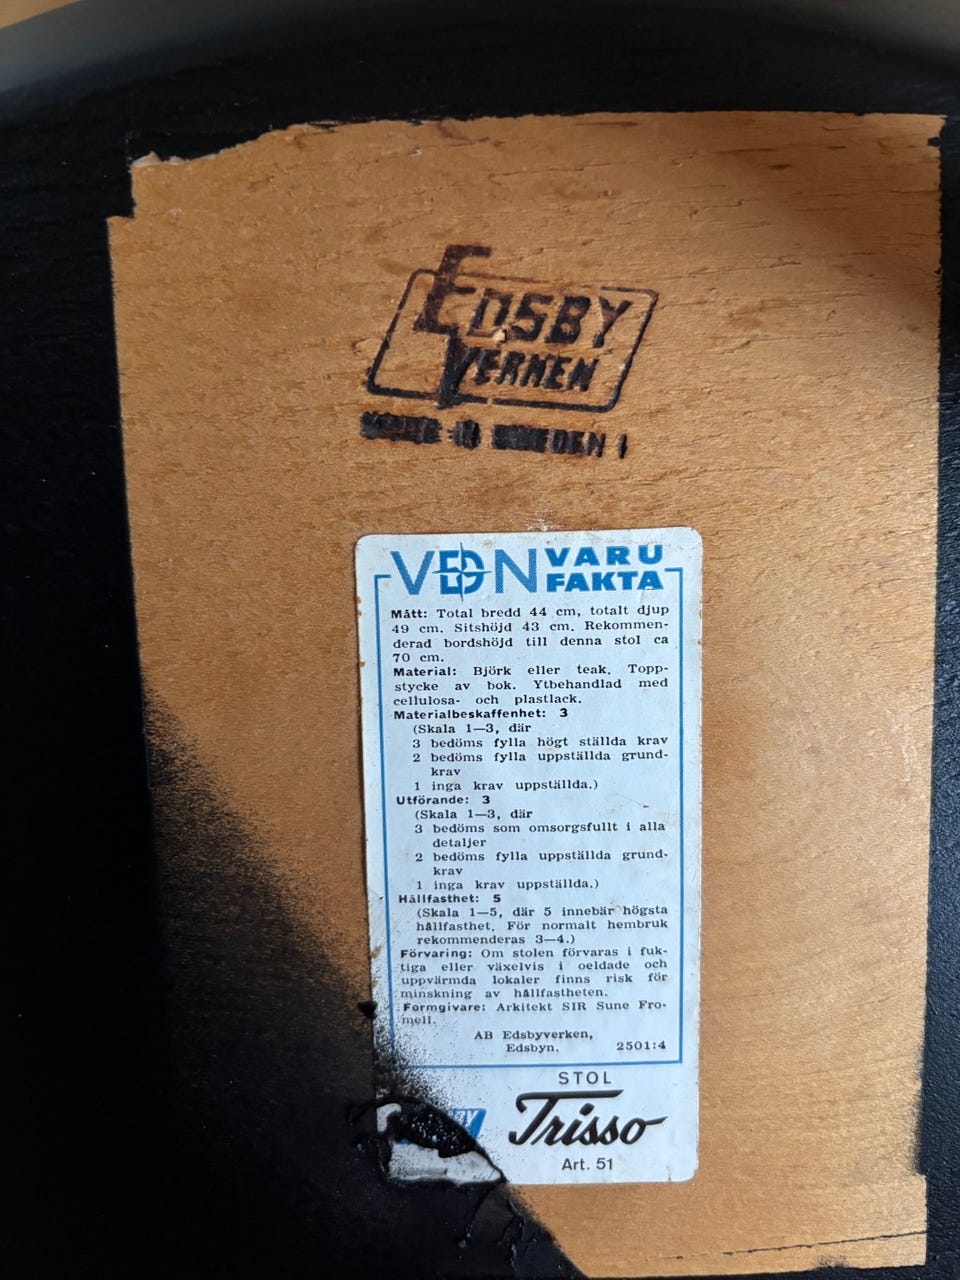 EDSBY
VERKEN
MADE IN SWEDEN
VDN VARU
FAKTA
Mått: Total bredd 44 cm, totalt djup
49 cm. Sitshöjd 43 cm. Rekommen-
derad bordshöjd till denna stol ca
70 cm.
Material: Björk eller teak. Topp-
stycke av bok. Ytbehandlad med
cellulosa- och plastlack.
Materialbeskaffenhet: 3
(Skala 1—3, där
3 bedöms fylla högt ställda krav
2 bedöms fylla uppställda grund-
krav
1 inga krav uppställda.)
Utförande: 3
(Skala 1—3, där
3 bedöms som omsorgsfullt i alla
detaljer
2 bedöms fylla uppställda grund-
krav
1 inga krav uppställda.)
Hållfasthet: 5
(Skala 1—5, där 5 innebär högsta
hållfasthet. För normalt hembruk
rekommenderas 3—4.)
Förvaring: Om stolen förvaras i fuk-
tiga eller växelvis i oeldade och
uppvärmda lokaler finns risk för
minskning av hållfastheten.
Formgivare: Arkitekt SIR Sune Fro-
mell.
AB Edsbyverken,
Edsbyn. 2501:4
STOL
Trisso
Art. 51